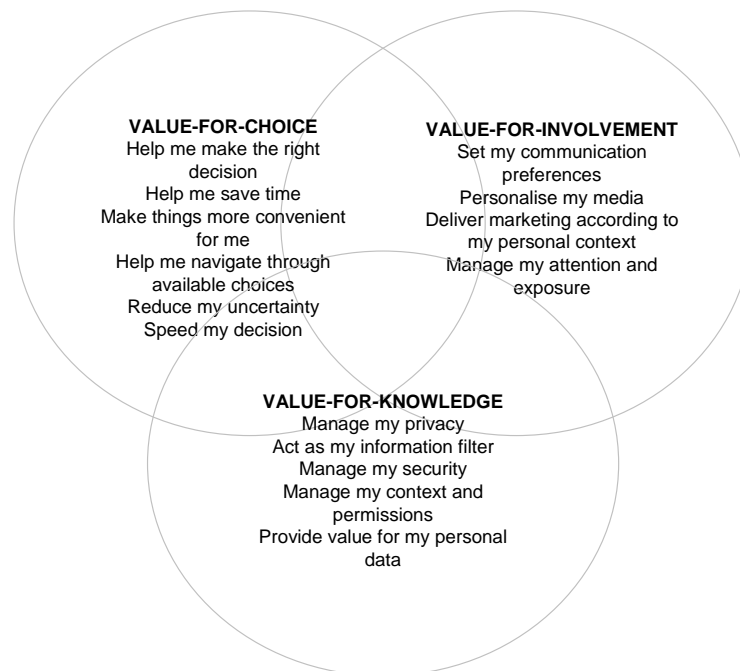 VALUE-FOR-CHOICE
Help me make the right
decision
Help me save time
Make things more convenient
for me
Help me navigate through
available choices
Reduce my uncertainty
Speed my decision
VALUE-FOR-INVOLVEMENT
Set my communication
preferences
Personalise my media
Deliver marketing according to
my personal context
Manage my attention and
exposure
VALUE-FOR-KNOWLEDGE
Manage my privacy
Act as my information filter
Manage my security
Manage my context and
permissions
Provide value for my personal
data